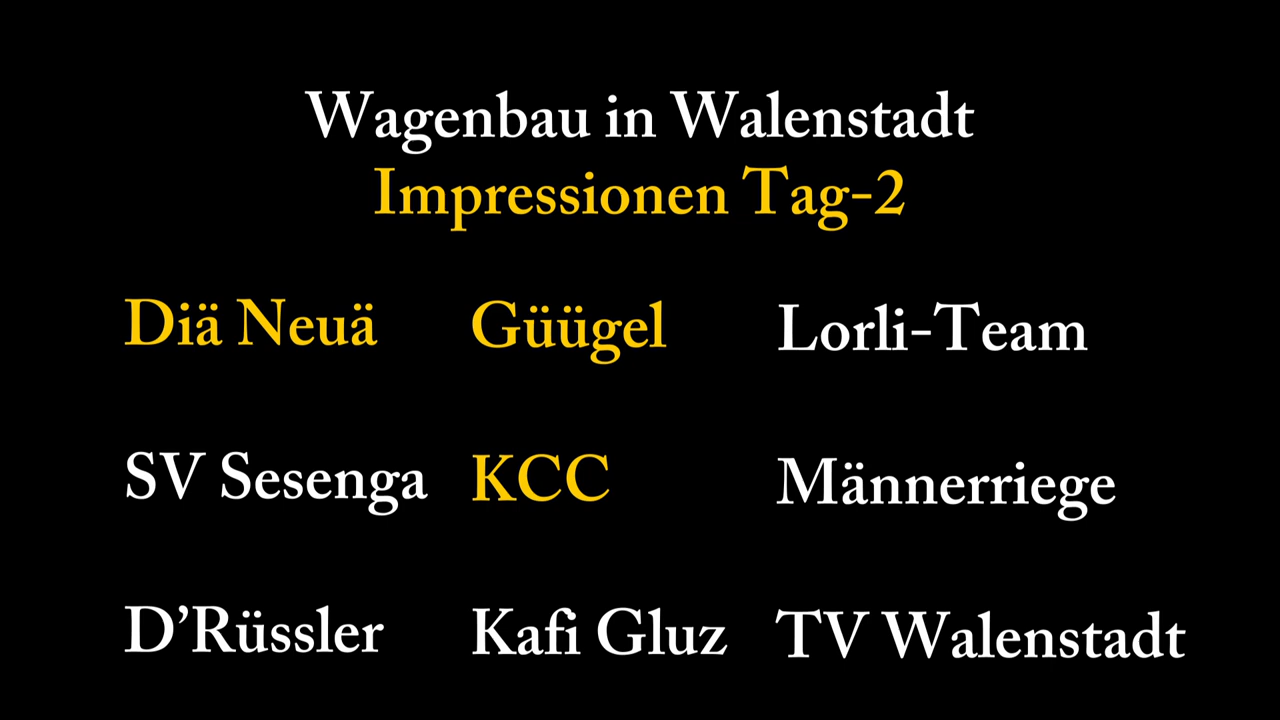 Wagenbau in Walenstadt
Impressionen Tag-2
Diä Neuä Güügel Lorli-Team
SV Sesenga KCC Männerriege
D’Rüssler Kafi Gluz TV Walenstadt